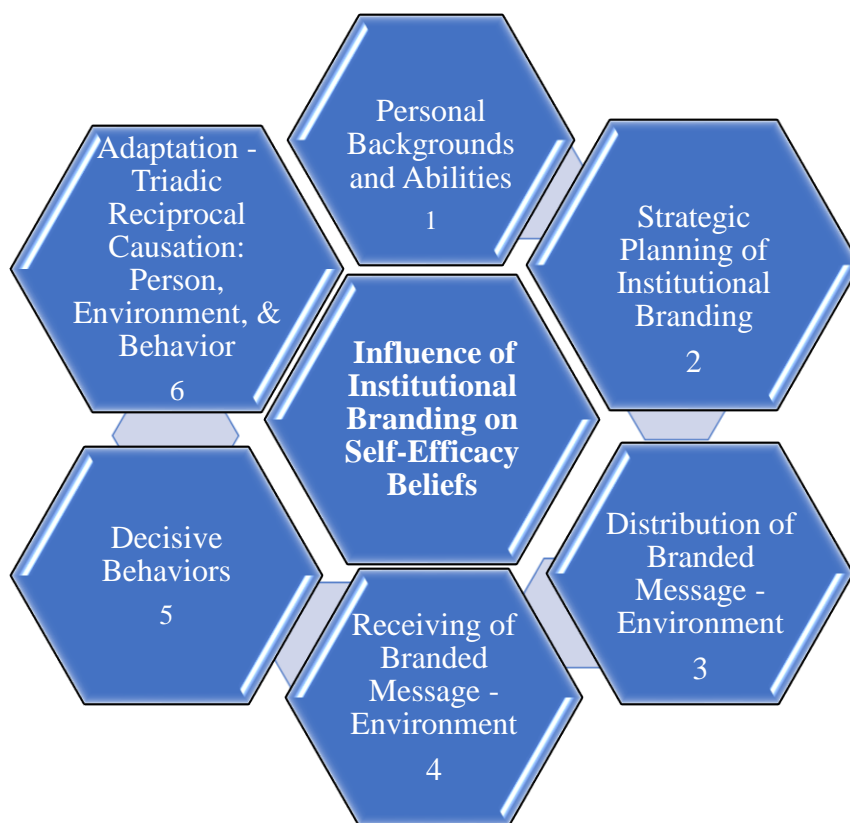 Personal
Backgrounds
and Abilities
1
Strategic
Planning of
Institutional
Branding
2
Distribution of
Branded
Message -
Environment
3
Receiving of
Branded
Message -
Environment
4
Decisive
Behaviors
5
Adaptation -
Triadic
Reciprocal
Causation:
Person,
Environment, &
Behavior
6
Influence of
Institutional
Branding on
Self-Efficacy
Beliefs